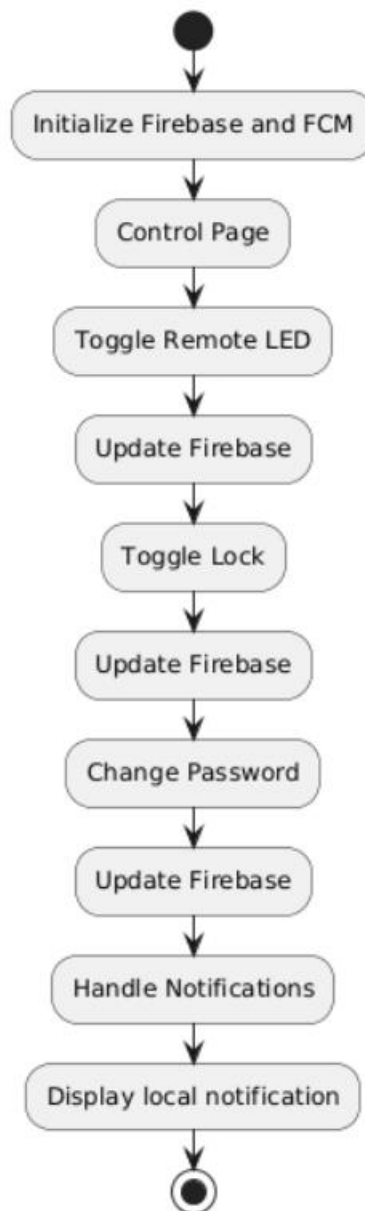 Initialize Firebase and FCM
Control Page
Toggle Remote LED
Update Firebase
Toggle Lock
Update Firebase
Change Password
Update Firebase
Handle Notifications
Display local notification